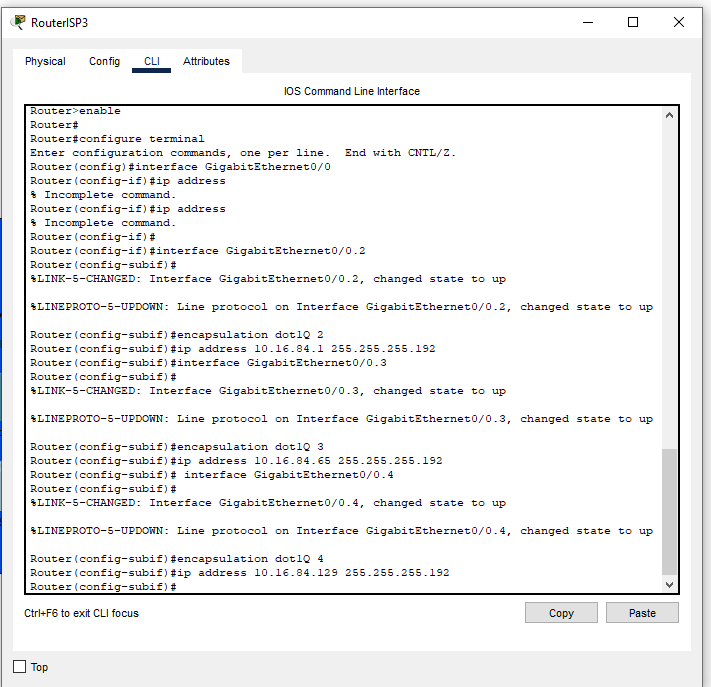 RouterISP3
Physical Config CLI Attributes
IOS Command Line Interface
Router>enable
Router#
Router#configure terminal
Enter configuration commands, one per line.  End with CNTL/Z.
Router(config)#interface GigabitEthernet0/0
Router(config-if)#ip address
% Incomplete command.
Router(config-if)#ip address
% Incomplete command.
Router(config-if)#
Router(config-if)#interface GigabitEthernet0/0.2
Router(config-subif)#
%LINK-5-CHANGED: Interface GigabitEthernet0/0.2, changed state to up
%LINEPROTO-5-UPDOWN: Line protocol on Interface GigabitEthernet0/0.2, changed state to up
Router(config-subif)#encapsulation dot1Q 2
Router(config-subif)#ip address 10.16.84.1 255.255.255.192
Router(config-subif)#interface GigabitEthernet0/0.3
Router(config-subif)#
%LINK-5-CHANGED: Interface GigabitEthernet0/0.3, changed state to up
%LINEPROTO-5-UPDOWN: Line protocol on Interface GigabitEthernet0/0.3, changed state to up
Router(config-subif)#encapsulation dot1Q 3
Router(config-subif)#ip address 10.16.84.65 255.255.255.192
Router(config-subif)# interface GigabitEthernet0/0.4
Router(config-subif)#
%LINK-5-CHANGED: Interface GigabitEthernet0/0.4, changed state to up
%LINEPROTO-5-UPDOWN: Line protocol on Interface GigabitEthernet0/0.4, changed state to up
Router(config-subif)#encapsulation dot1Q 4
Router(config-subif)#ip address 10.16.84.129 255.255.255.192
Router(config-subif)#
Ctrl+F6 to exit CLI focus Copy Paste
Top